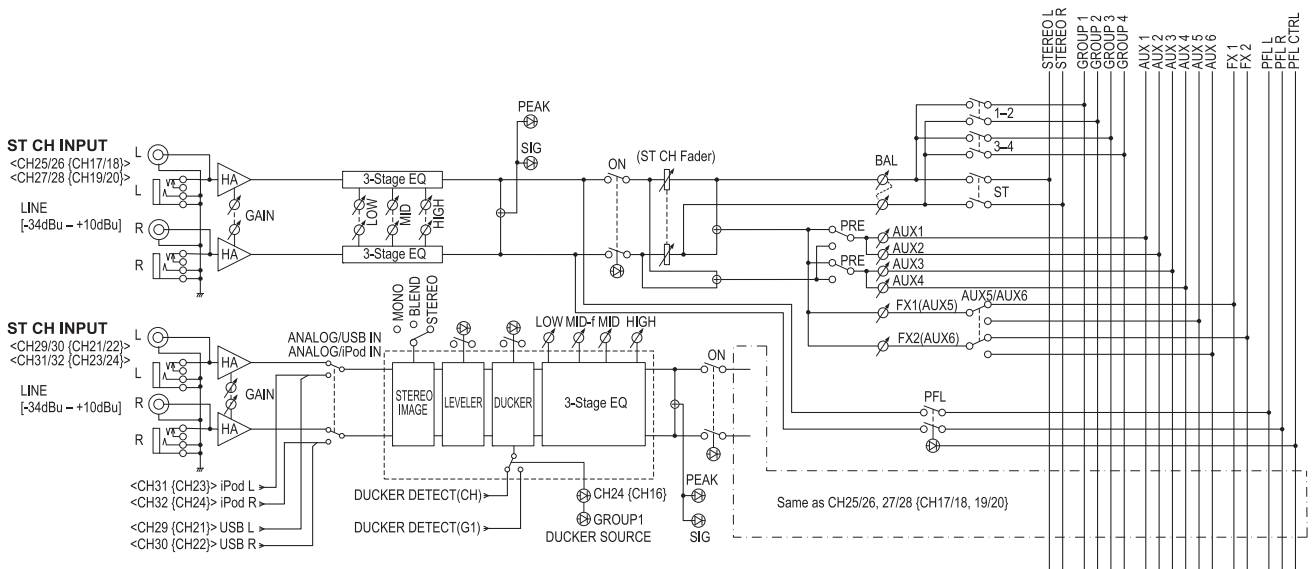 STEREO L
STEREO R
GROUP 1
GROUP 2
GROUP 3
GROUP 4
AUX 1
AUX 2
AUX 3
AUX 4
AUX 5
AUX 6
FX 1
FX 2
PFL L
PFL R
PFL CTRL
ST CH INPUT
<CH25/26 {CH17/18}>
<CH27/28 {CH19/20}>
LINE
[-34dBu – +10dBu]
L
L
R
R
HA
HA
GAIN
3-Stage EQ
LOW
MID
HIGH
3-Stage EQ
PEAK
SIG
ON
(ST CH Fader)
BAL
1–2
3–4
ST
PRE
PRE
AUX1
AUX2
AUX3
AUX4
FX1(AUX5)
AUX5/AUX6
FX2(AUX6)
PFL
ST CH INPUT
<CH29/30 {CH21/22}>
<CH31/32 {CH23/24}>
LINE
[-34dBu – +10dBu]
L
L
R
R
HA
HA
GAIN
ANALOG/USB IN
ANALOG/iPod IN
MONO
BLEND
STEREO
LOW MID-f MID HIGH
STEREO IMAGE
LEVELER
DUCKER
3-Stage EQ
ON
<CH31 {CH23}> iPod L
<CH32 {CH24}> iPod R
<CH29 {CH21}> USB L
<CH30 {CH22}> USB R
DUCKER DETECT(CH)
DUCKER DETECT(G1)
CH24 {CH16}
GROUP1
DUCKER SOURCE
PEAK
SIG
Same as CH25/26, 27/28 {CH17/18, 19/20}